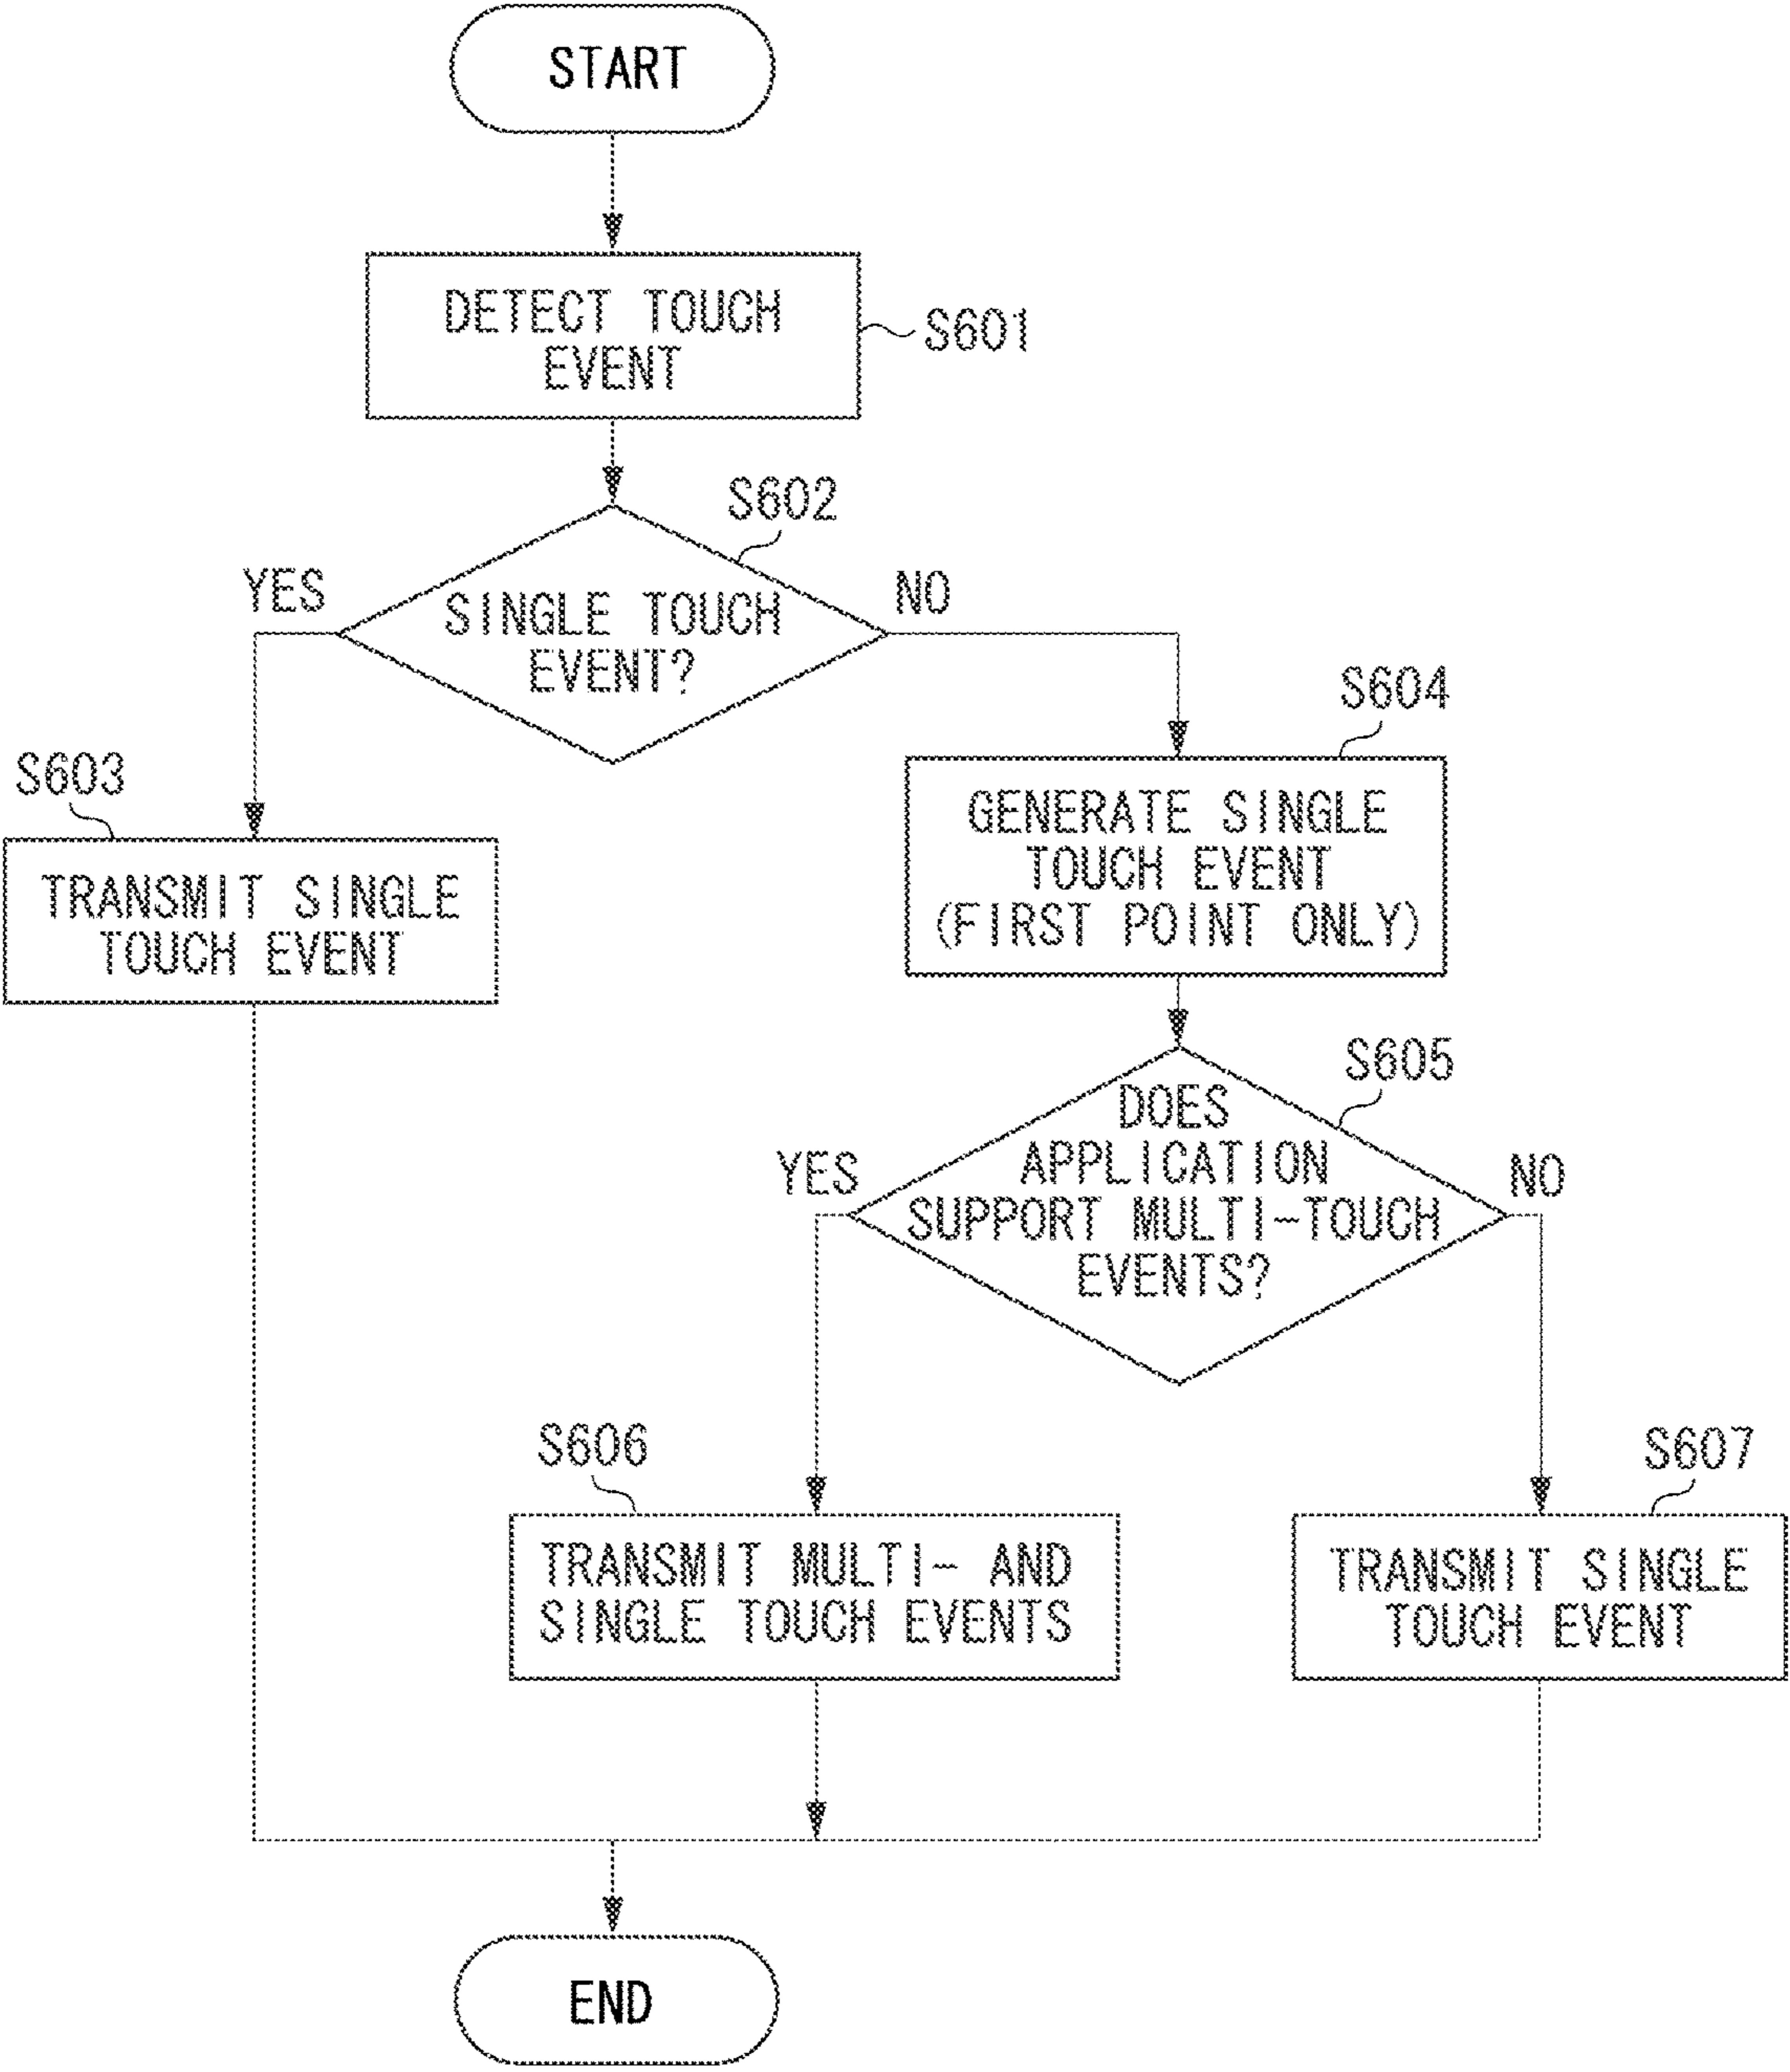 START
DETECT TOUCH
EVENT
S601
S602
YES
NO
SINGLE TOUCH
EVENT?
S603
TRANSMIT SINGLE
TOUCH EVENT
S604
GENERATE SINGLE
TOUCH EVENT
(FIRST POINT ONLY)
S605
DOES
APPLICATION
SUPPORT MULTI-TOUCH
EVENTS?
YES
NO
S606
TRANSMIT MULTI- AND
SINGLE TOUCH EVENTS
S607
TRANSMIT SINGLE
TOUCH EVENT
END